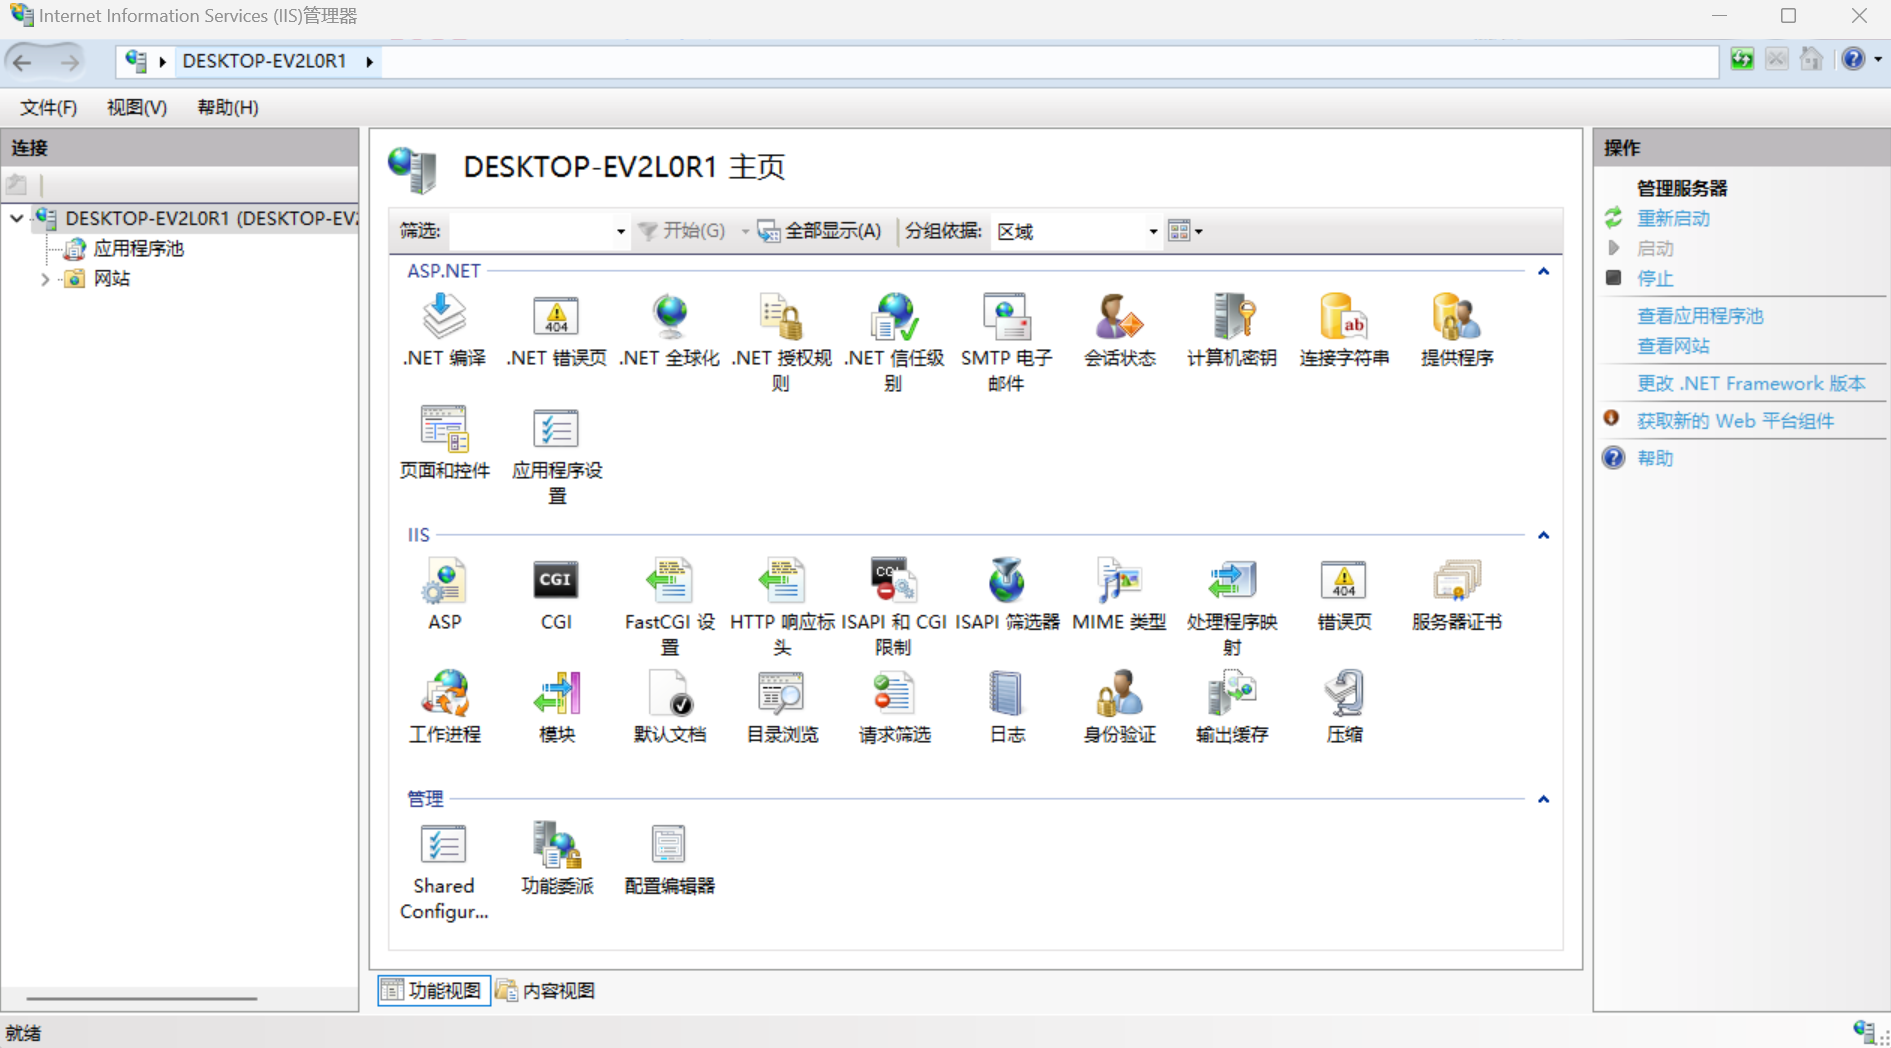 Internet Information Services (IIS)管理器
DESKTOP-EV2L0R1
文件(F) 视图(V) 帮助(H)
连接
DESKTOP-EV2L0R1 (DESKTOP-EV2
应用程序池
网站
DESKTOP-EV2L0R1 主页
筛选: 开始(G) 全部显示(A) 分组依据: 区域
ASP.NET
.NET 编译
.NET 错误页
.NET 全球化
.NET 授权规
则
.NET 信任级
别
SMTP 电子
邮件
会话状态
计算机密钥
连接字符串
提供程序
页面和控件
应用程序设
置
IIS
ASP
CGI
FastCGI 设
置
HTTP 响应标
头
ISAPI 和 CGI
限制
ISAPI 筛选器
MIME 类型
处理程序映
射
错误页
服务器证书
工作进程
模块
默认文档
目录浏览
请求筛选
日志
身份验证
输出缓存
压缩
管理
Shared
Configur...
功能委派
配置编辑器
功能视图 内容视图
操作
管理服务器
重新启动
启动
停止
查看应用程序池
查看网站
更改 .NET Framework 版本
获取新的 Web 平台组件
帮助
就绪